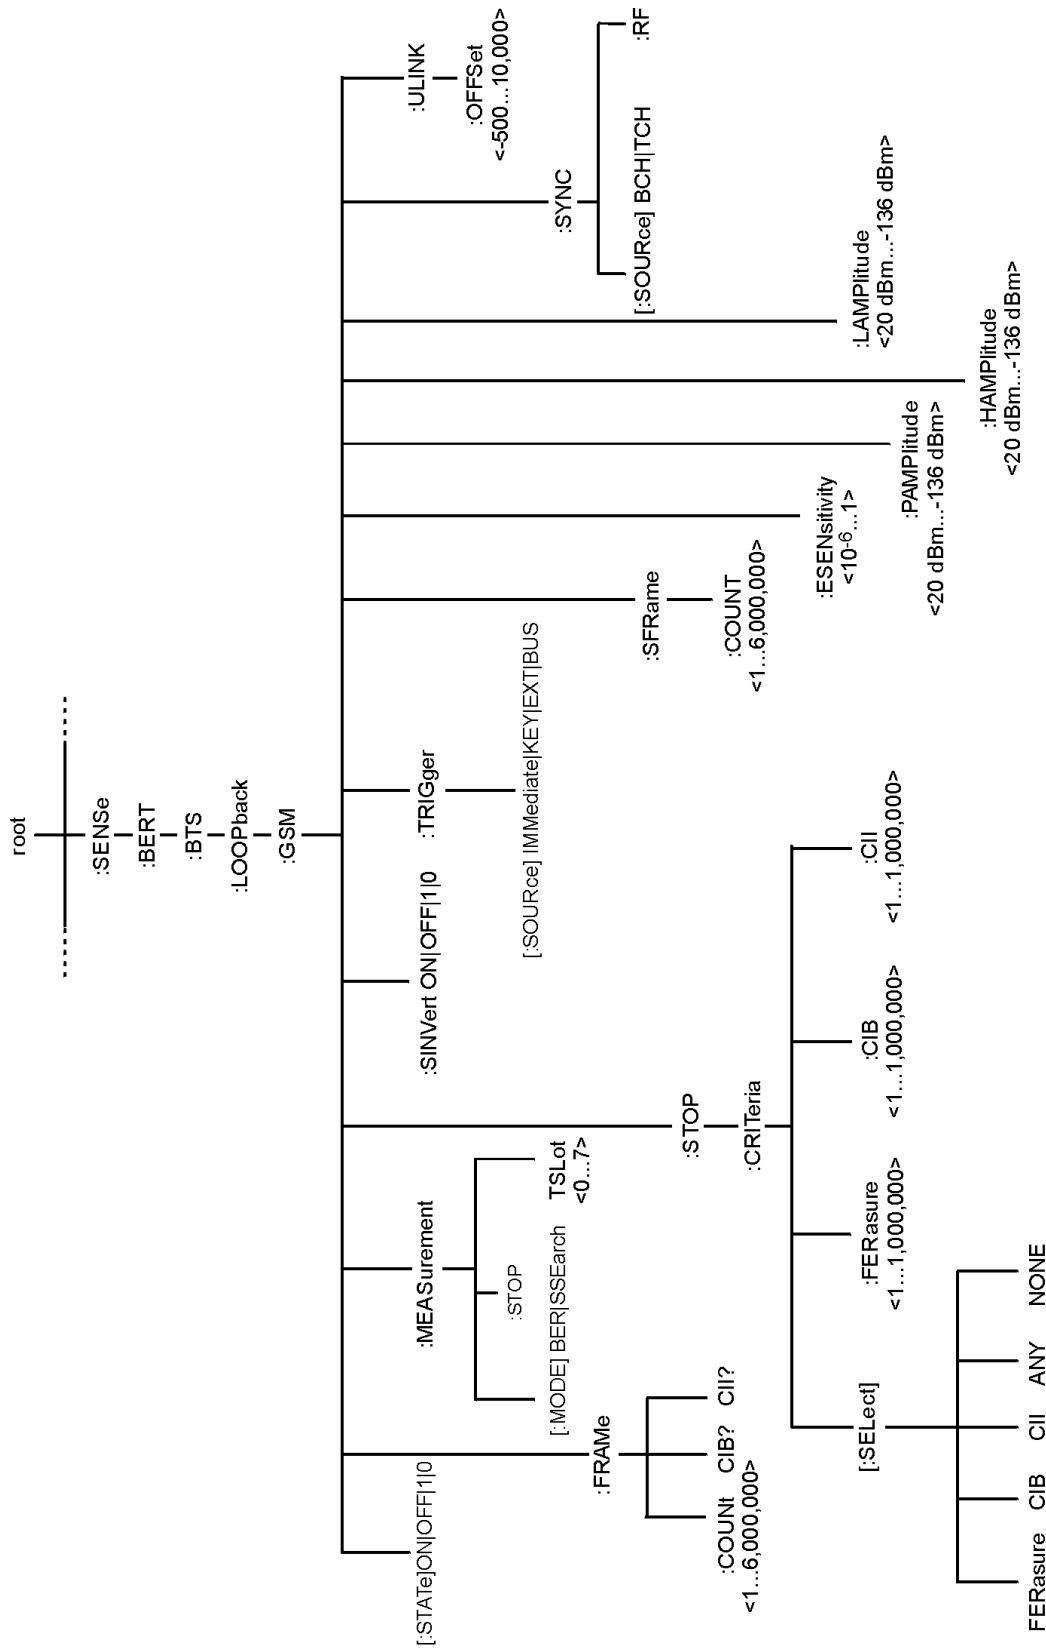 root
:SENSe
:BERT
:BTS
:LOOPback
:GSM
[:STATe]ON|OFF|1|0
:FRAMe
:COUNt
<1...6,000,000>
CIB?
CII?
:MEASurement
[:MODE] BER|SSEarch
:STOP
TSLot
<0...7>
:STOP
:CRITeria
[:SELect]
FERasure
CIB
CII
ANY
NONE
:FERasure
<1...1,000,000>
:CIB
<1...1,000,000>
:CII
<1...1,000,000>
:SINVert ON|OFF|1|0
:TRIGger
[:SOURce] IMMediate|KEY|EXT|BUS
:SFRame
:COUNT
<1...6,000,000>
:ESENsitivity
<10-6...1>
:PAMPlitude
<20 dBm...-136 dBm>
:HAMPlitude
<20 dBm...-136 dBm>
:LAMPlitude
<20 dBm...-136 dBm>
:SYNC
[:SOURce] BCH|TCH
:RF
:ULINK
:OFFSet
<-500...10,000>